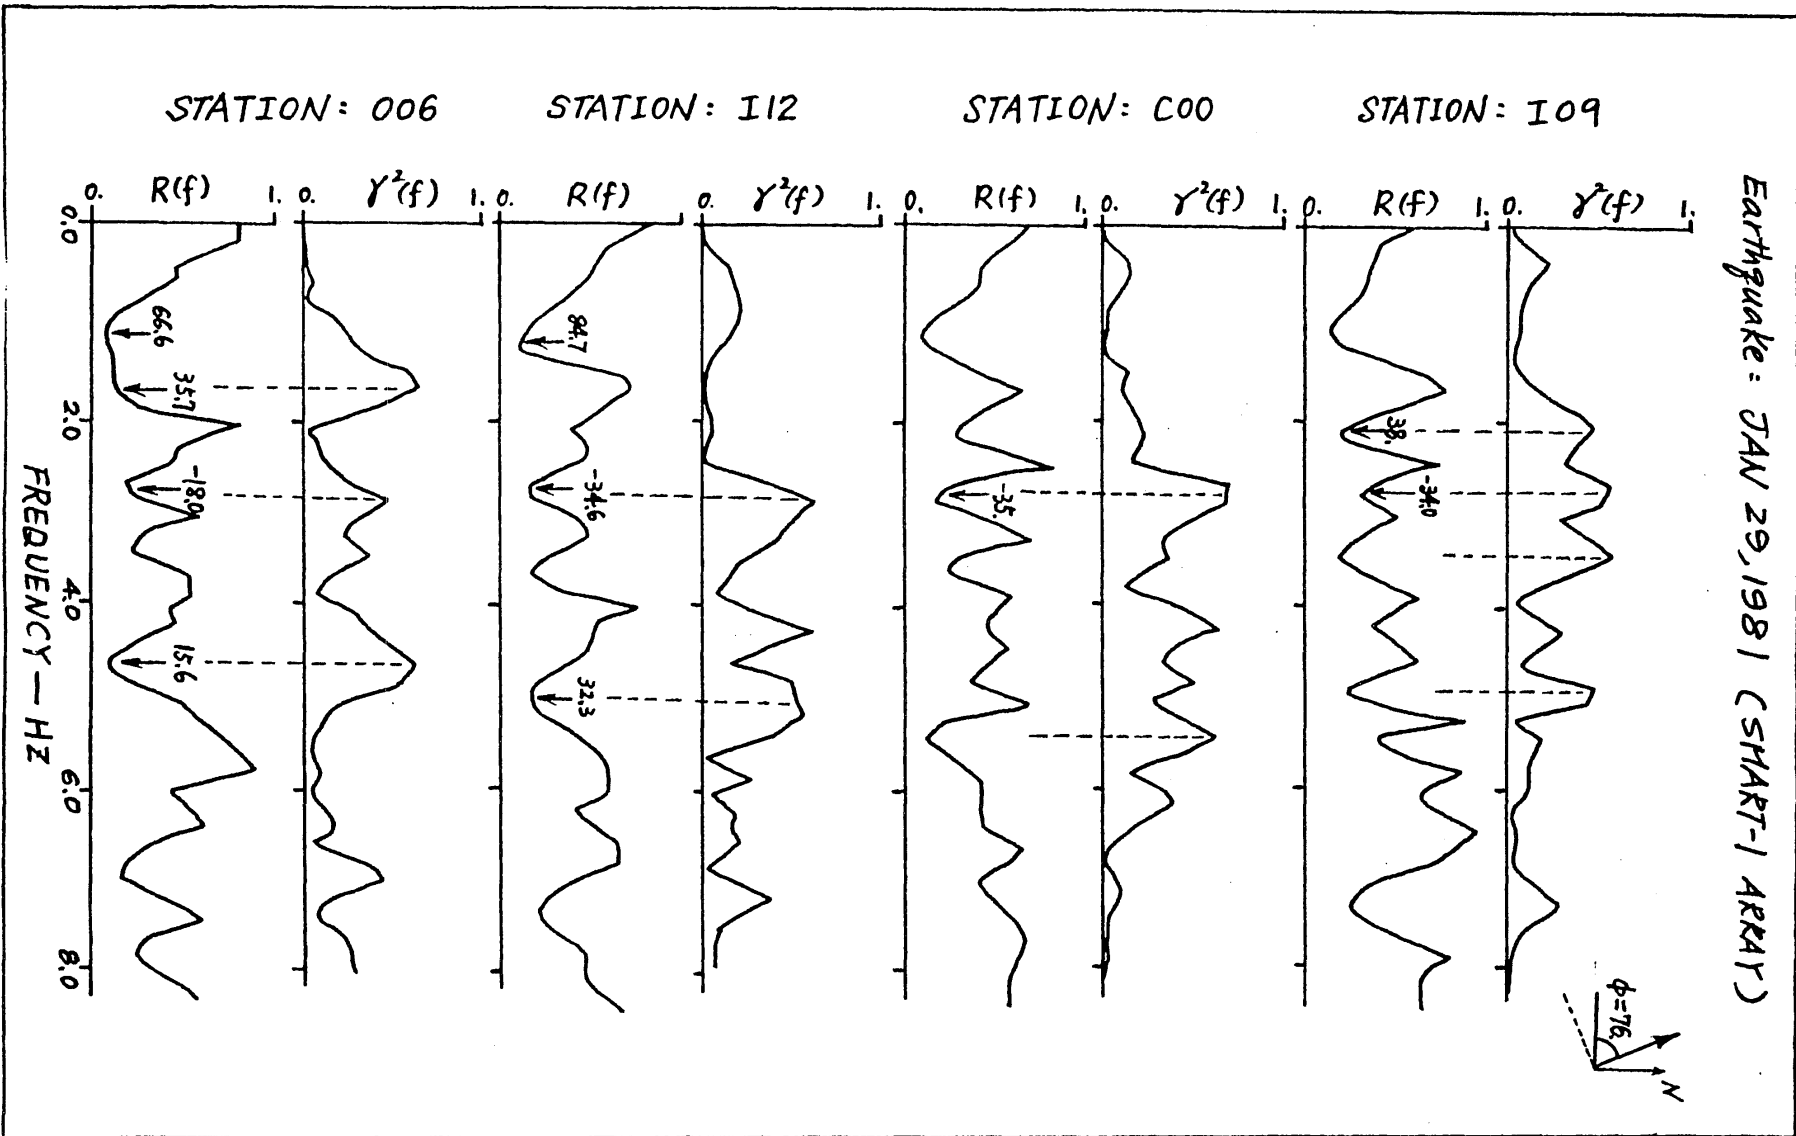 Earthquake: JAN 29, 1981 (SMART-1 ARRAY)
STATION: 006
STATION: I12
STATION: C00
STATION: I09
0. R(f) 1.
0. γ²(f) 1.
0. R(f)
0. γ²(f) 1.
0. R(f) 1.
0. γ²(f) 1.
0. R(f) 1.
0. γ²(f) 1.
0.0
2.0
4.0
6.0
8.0
FREQUENCY — HZ
66.6
35.7
-18.0
15.6
84.7
-34.6
32.3
-35.
38.
-34.0
φ=76.
N